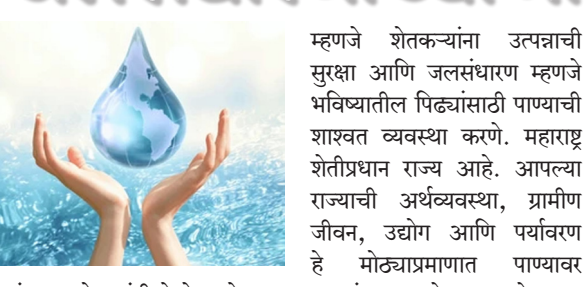 म्हणजे शेतकऱ्यांना उत्पन्नाची
सुरक्षा आणि जलसंधारण म्हणजे
भविष्यातील पिढ्यांसाठी पाण्याची
शाश्वत व्यवस्था करणे. महाराष्ट्र
शेतीप्रधान राज्य आहे. आपल्या
राज्याची अर्थव्यवस्था, ग्रामीण
जीवन, उद्योग आणि पर्यावरण
हे मोठ्याप्रमाणात पाण्यावर